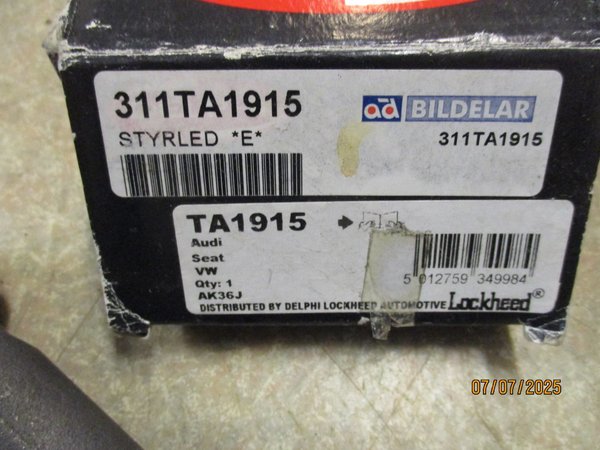 311TA1915
ad BILDELAR
STYRLED *E*
311TA1915
TA1915
Audi
Seat
VW
Qty: 1
AK36J
5 012759 349984
DISTRIBUTED BY DELPHI LOCKHEED AUTOMOTIVE Lockheed®
07/07/2025